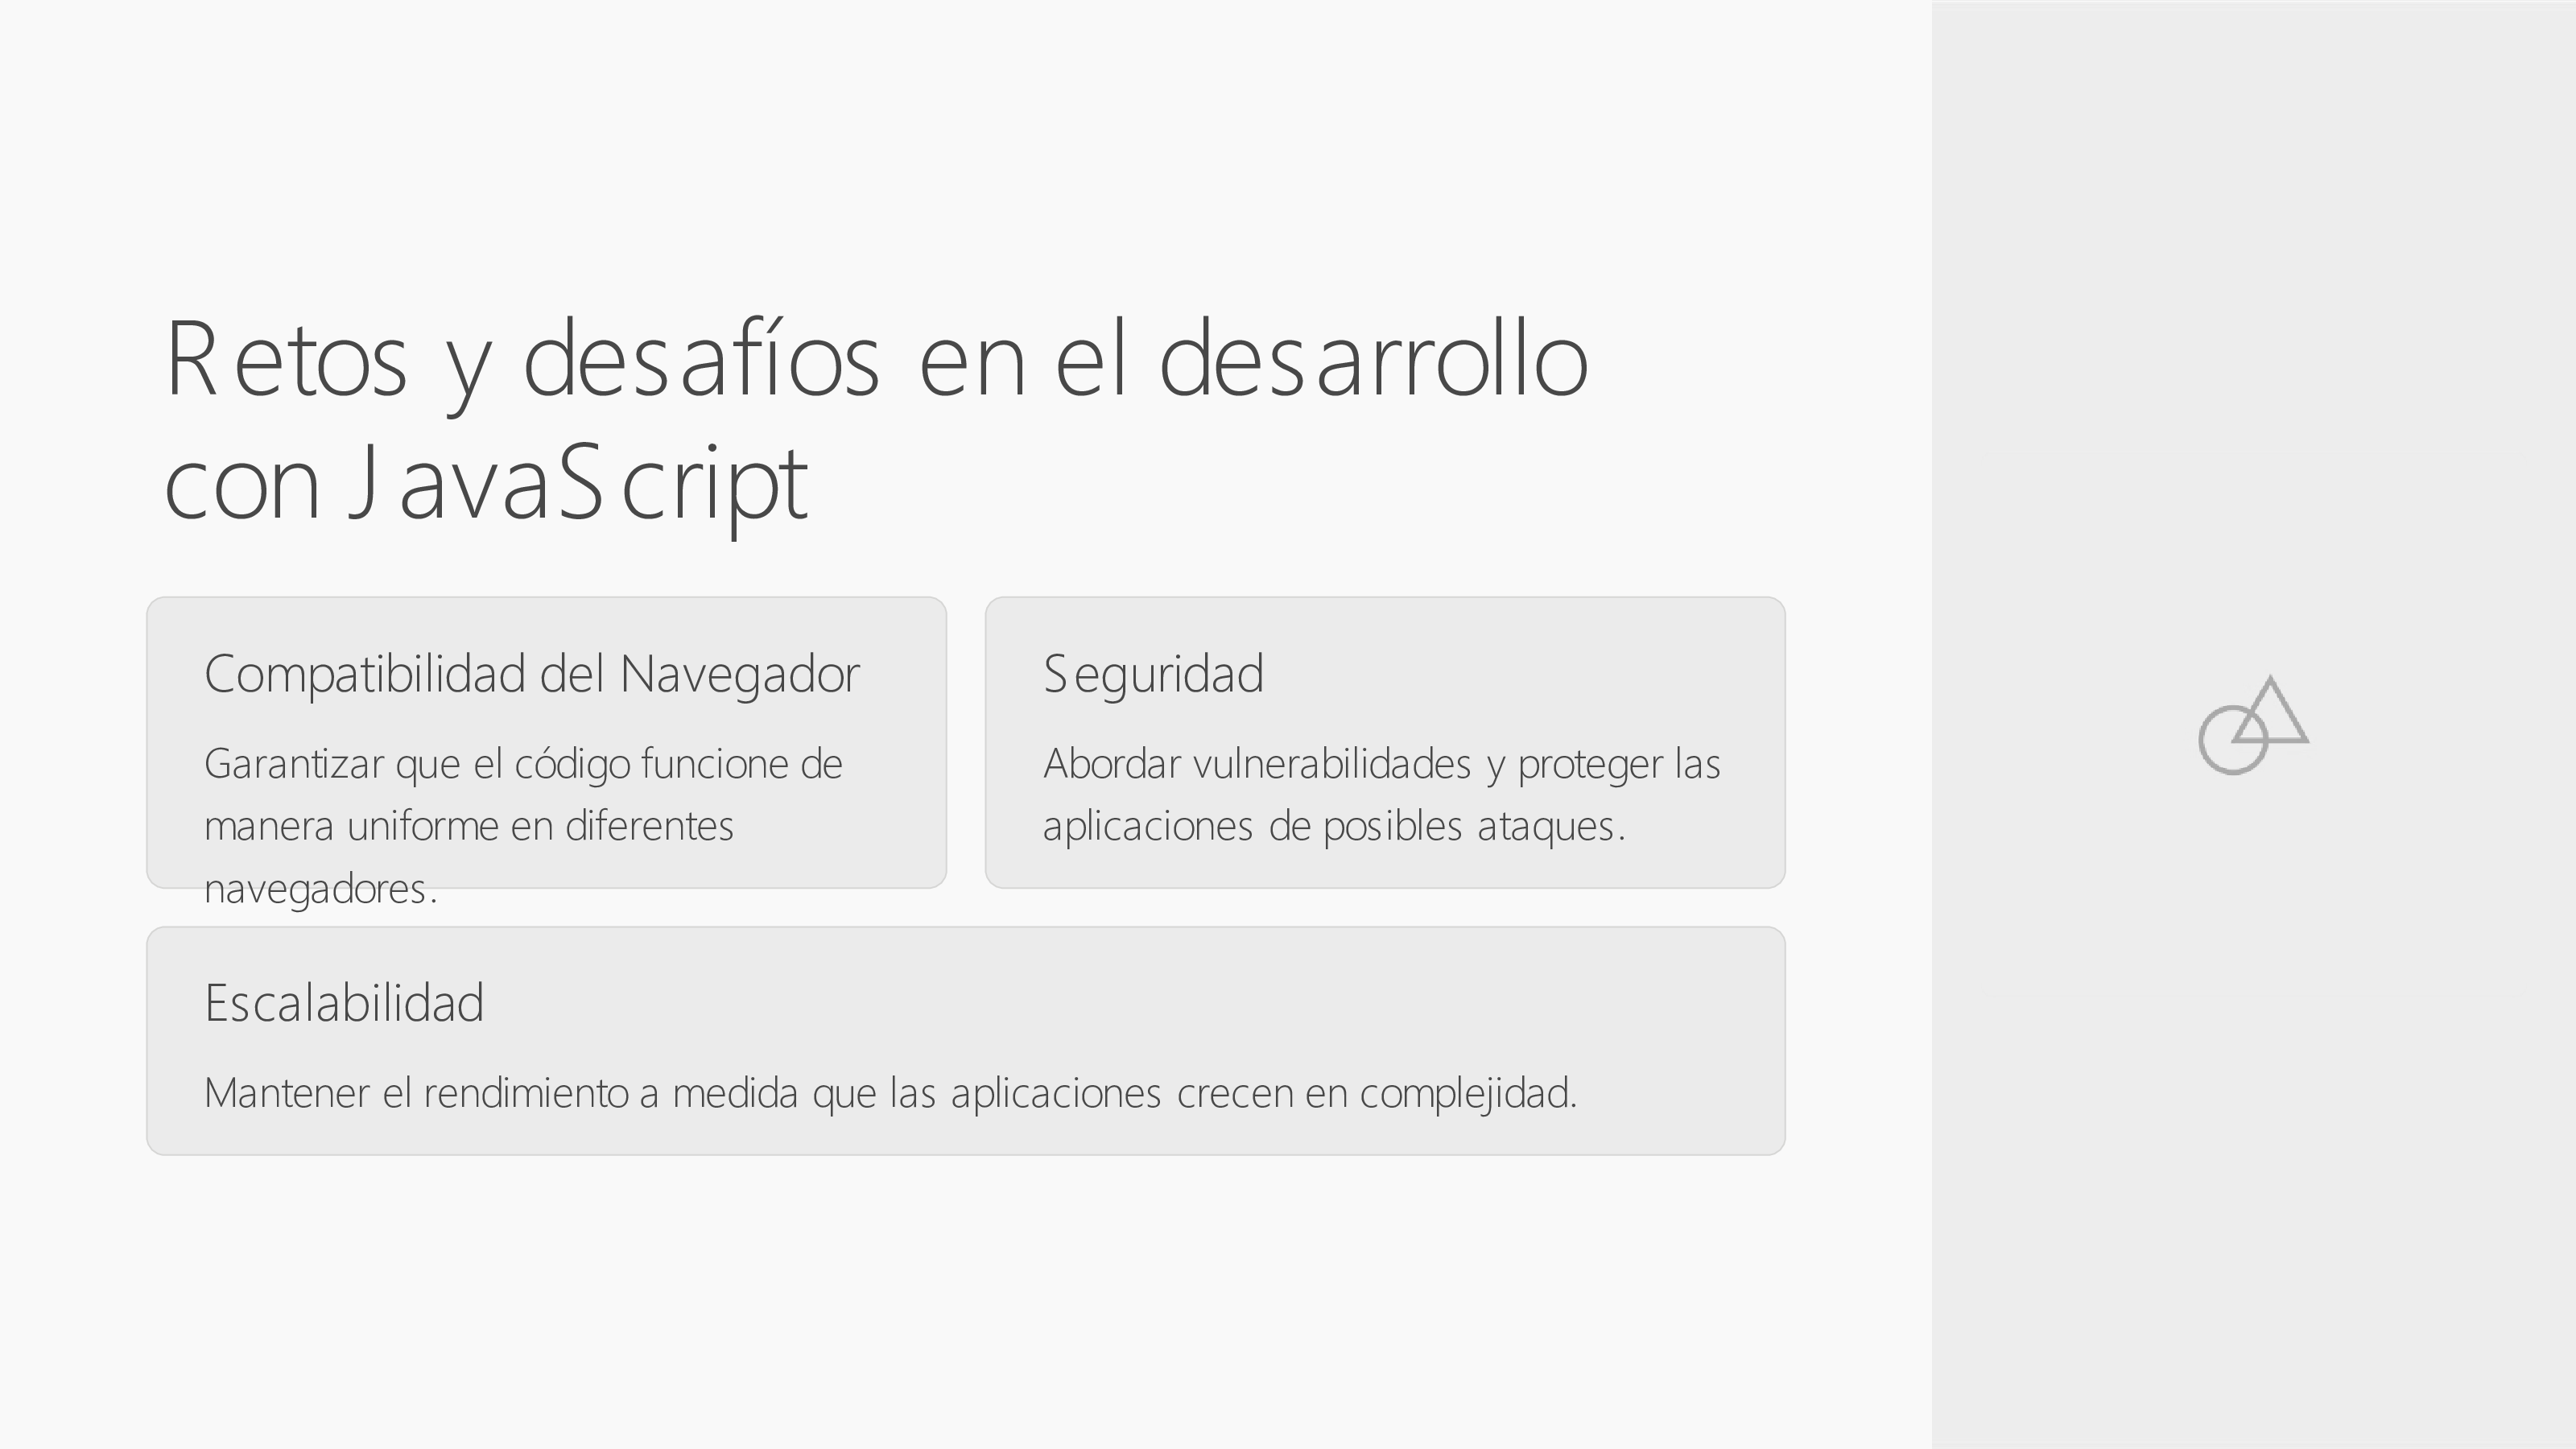 Retos y desafíos en el desarrollo
con JavaScript
Compatibilidad del Navegador
Garantizar que el código funcione de
manera uniforme en diferentes
navegadores.
Seguridad
Abordar vulnerabilidades y proteger las
aplicaciones de posibles ataques.
Escalabilidad
Mantener el rendimiento a medida que las aplicaciones crecen en complejidad.